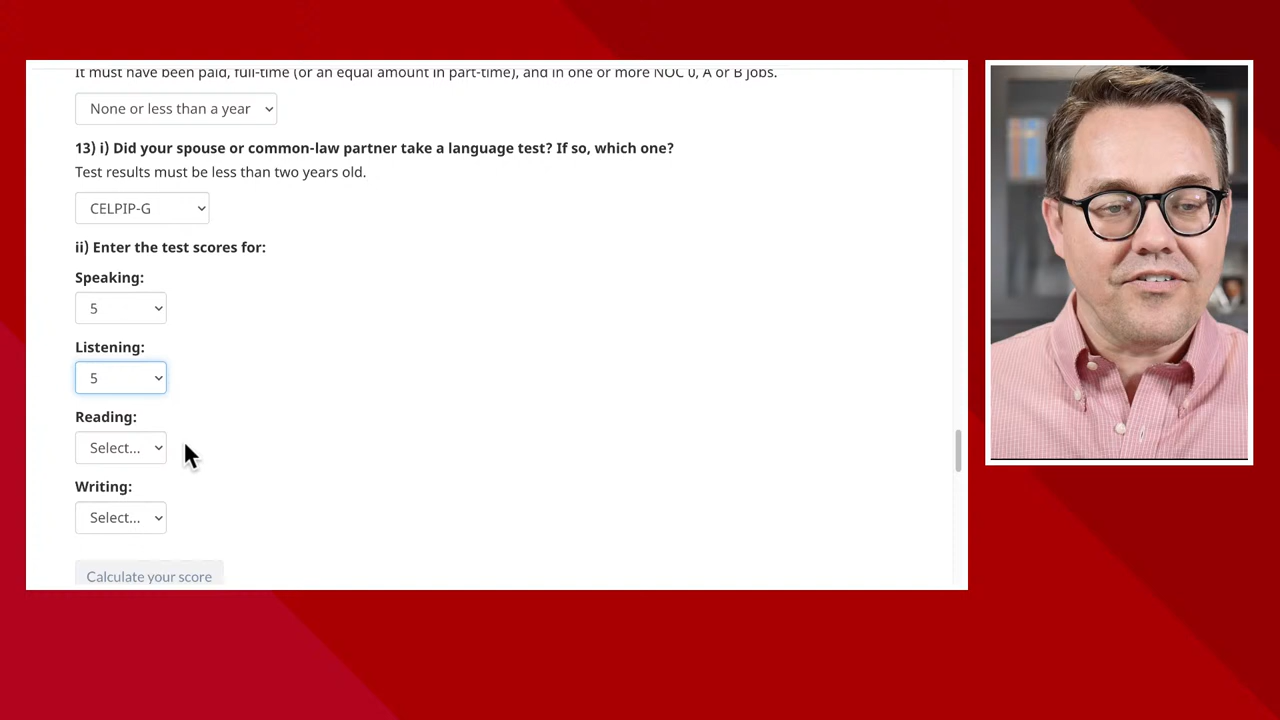 It must have been paid, full-time (or an equal amount in part-time), and in one or more NOC 0, A or B jobs.
None or less than a year
13) i) Did your spouse or common-law partner take a language test? If so, which one?
Test results must be less than two years old.
CELPIP-G
ii) Enter the test scores for:
Speaking:
5
Listening:
5
Reading:
Select...
Writing:
Select...
Calculate your score